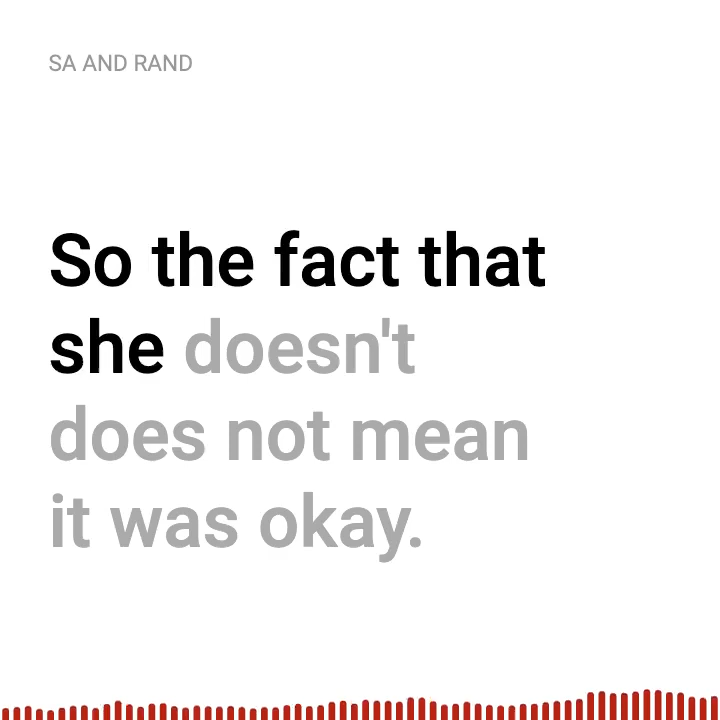 SA AND RAND
So the fact that
she doesn't
does not mean
it was okay.